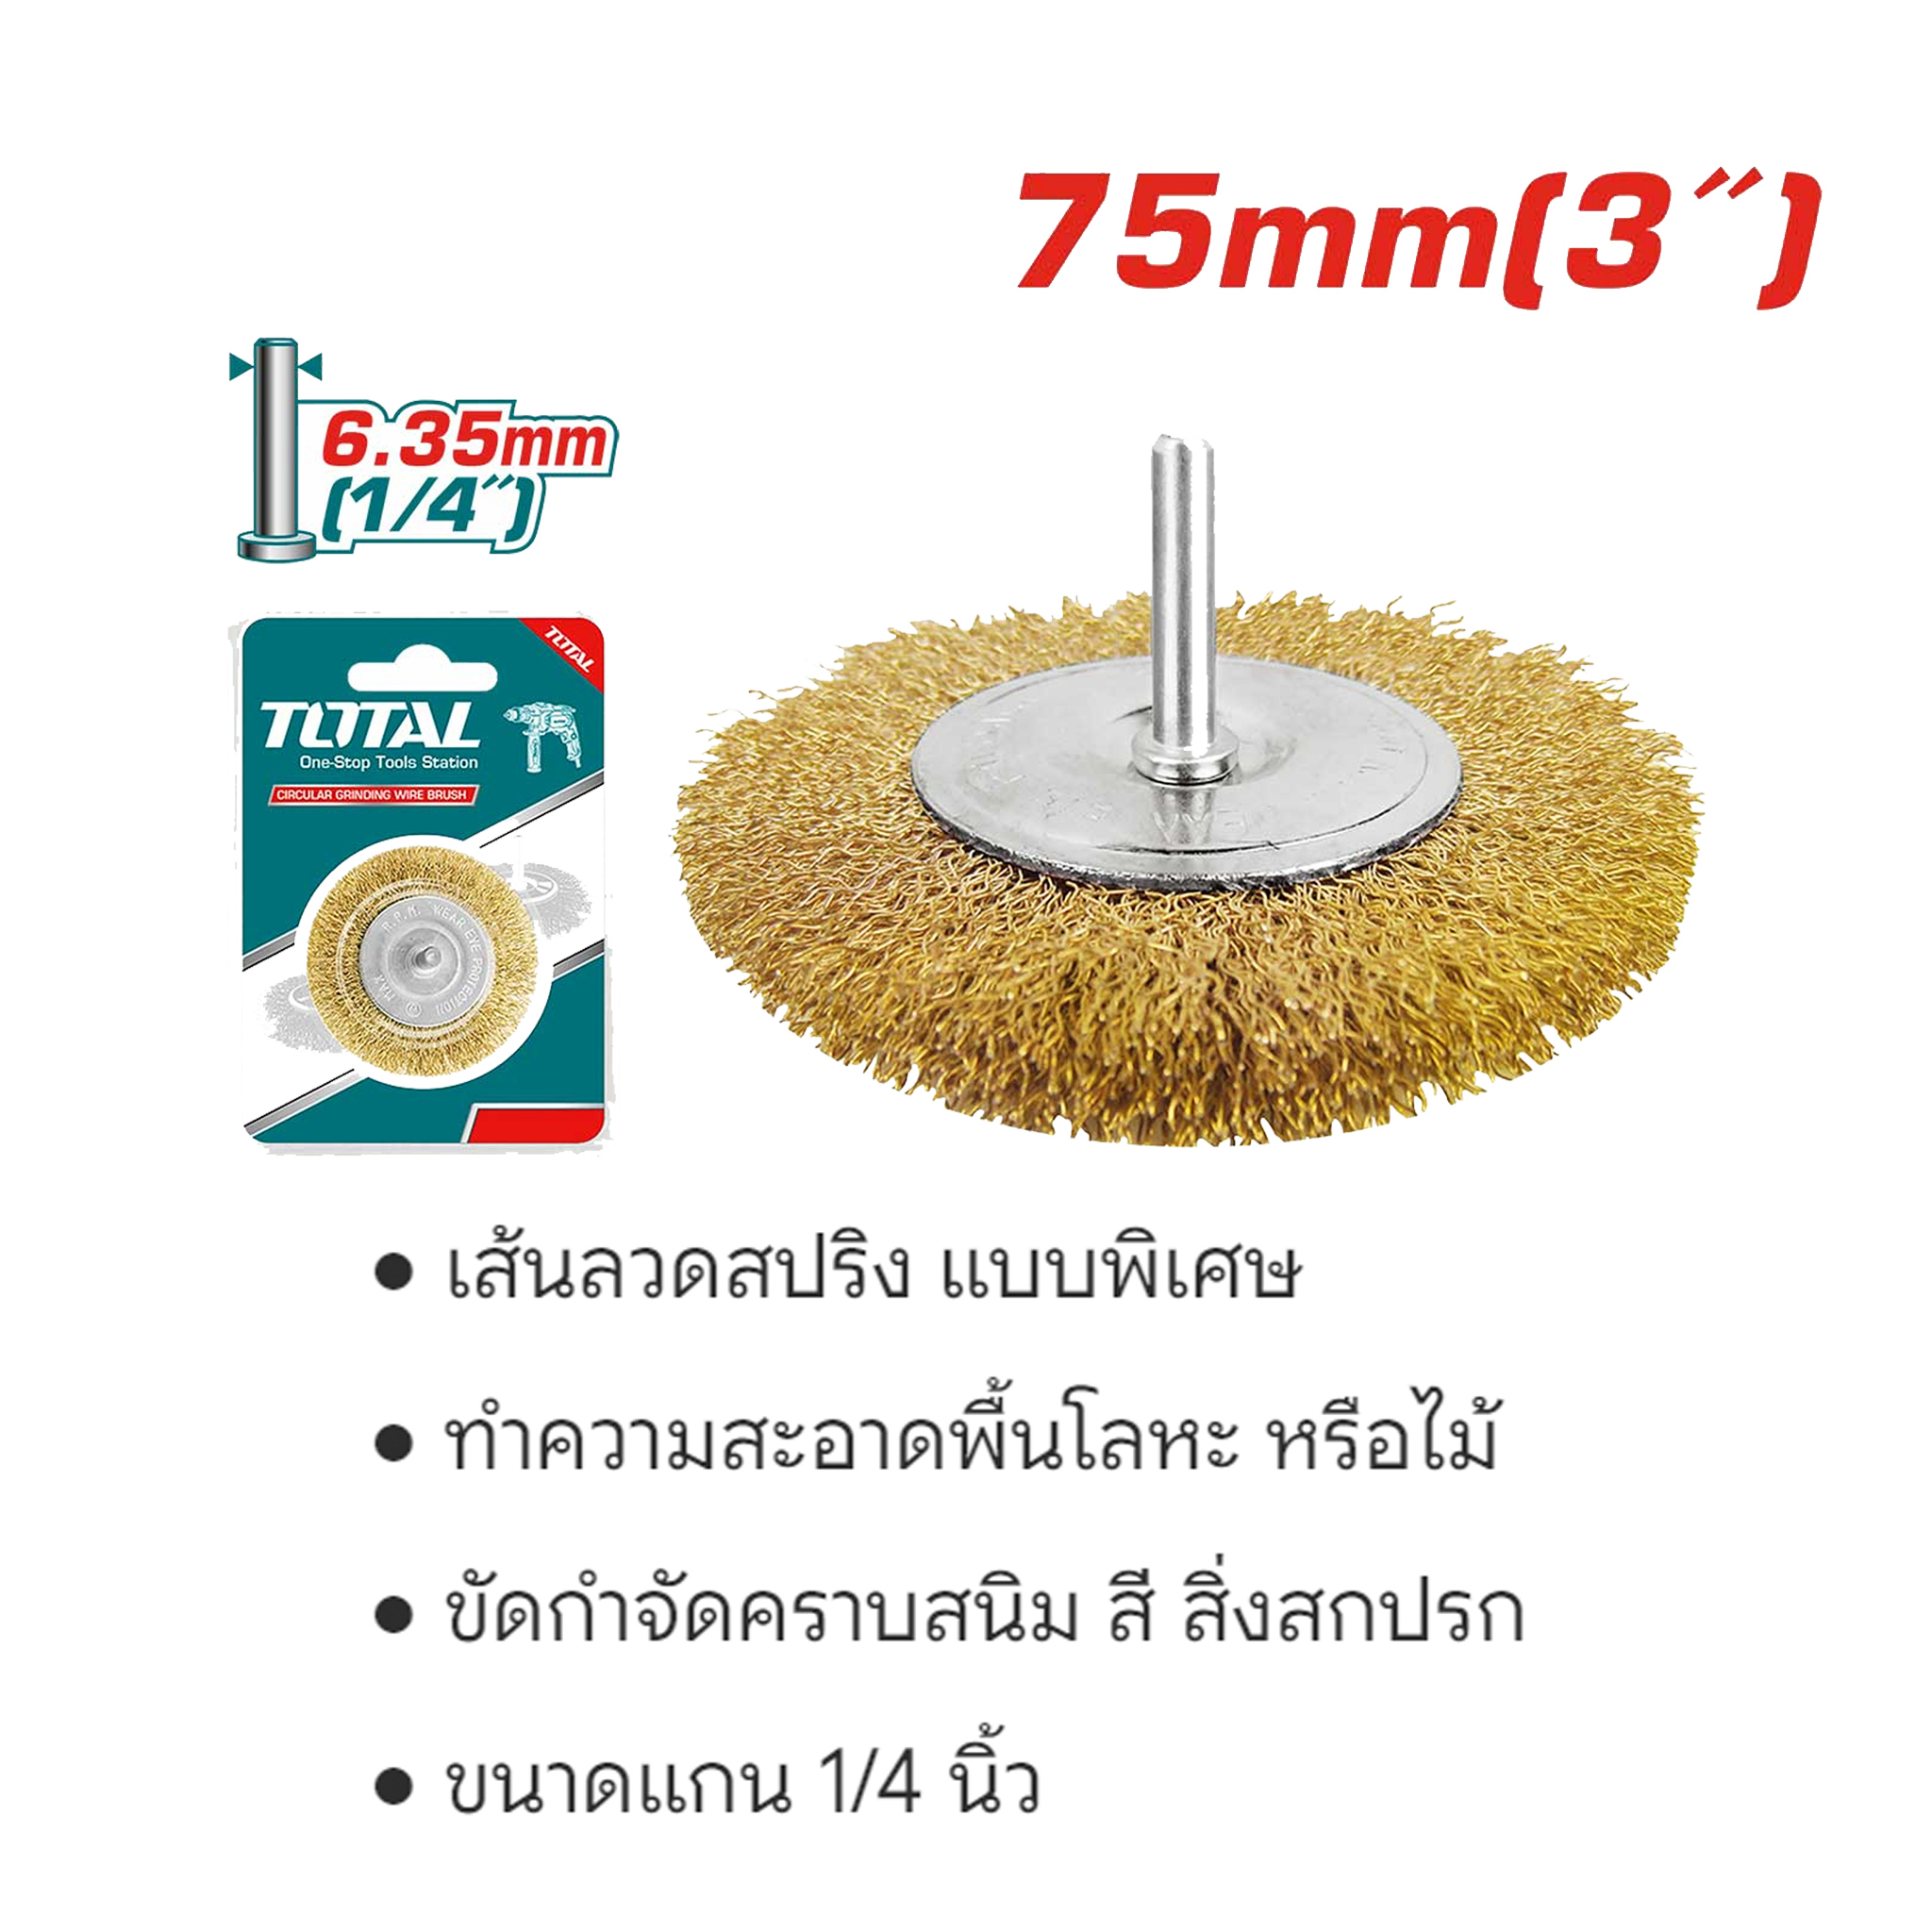 75mm(3″)
6.35mm
(1/4″)
TOTAL
TOTAL
One-Stop Tools Station
CIRCULAR GRINDING WIRE BRUSH
R.P.M. WEAR EYE PROTECTION
MAX
• เส้นลวดสปริง แบบพิเศษ
• ทำความสะอาดพื้นโลหะ หรือไม้
• ขัดกำจัดคราบสนิม สี สิ่งสกปรก
• ขนาดแกน 1/4 นิ้ว